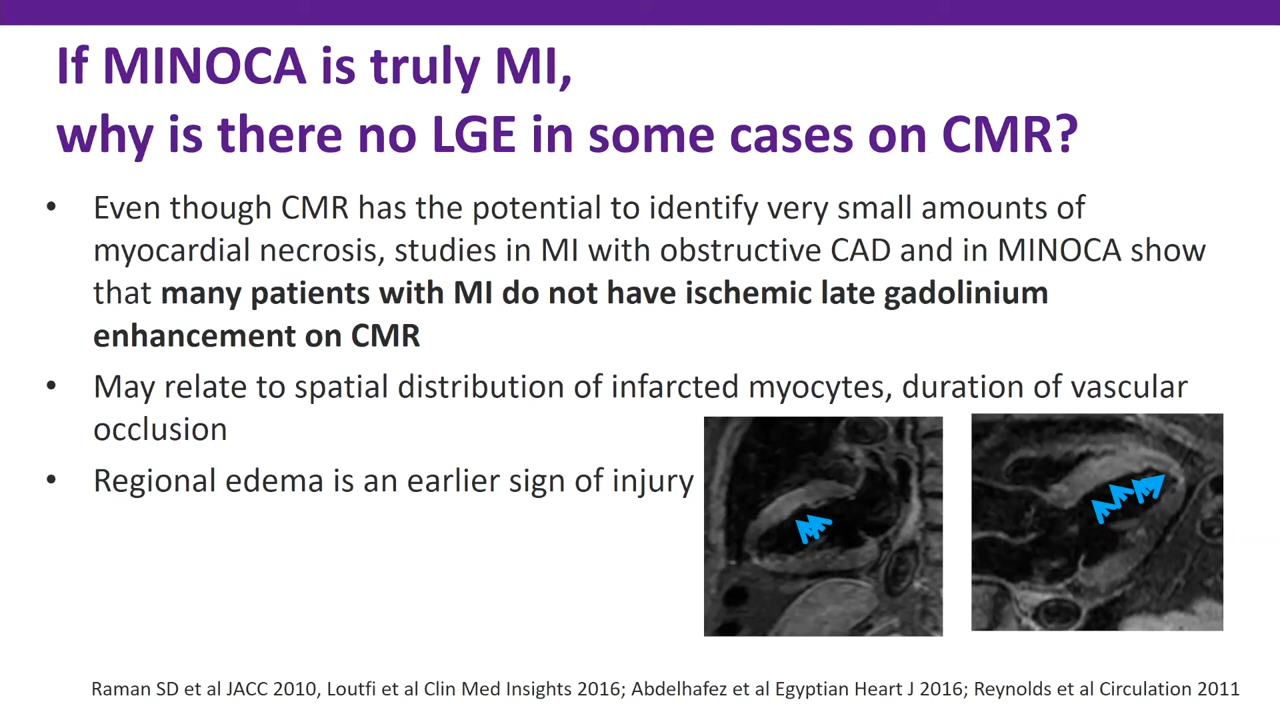 If MINOCA is truly MI,
why is there no LGE in some cases on CMR?
• Even though CMR has the potential to identify very small amounts of
myocardial necrosis, studies in MI with obstructive CAD and in MINOCA show
that many patients with MI do not have ischemic late gadolinium
enhancement on CMR
• May relate to spatial distribution of infarcted myocytes, duration of vascular
occlusion
• Regional edema is an earlier sign of injury
Raman SD et al JACC 2010, Loutfi et al Clin Med Insights 2016; Abdelhafez et al Egyptian Heart J 2016; Reynolds et al Circulation 2011